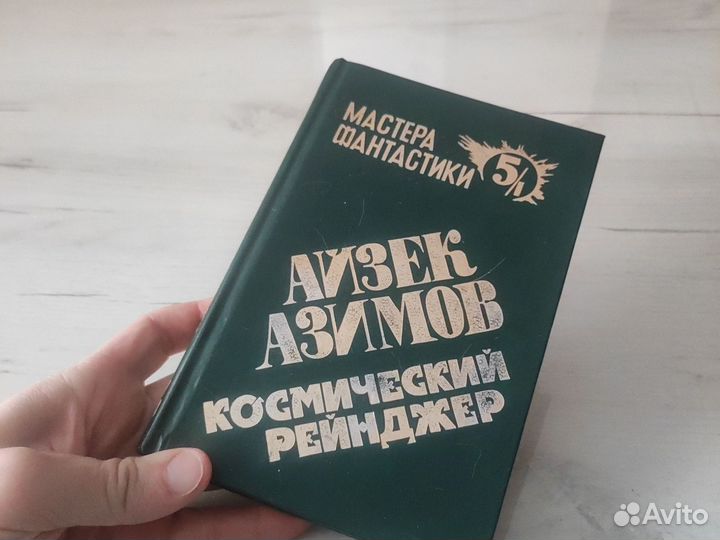 МАСТЕРА
ФАНТАСТИКИ
5/1
АЙЗЕК
АЗИМОВ
КОСМИЧЕСКИЙ
РЕЙНДЖЕР
Avito